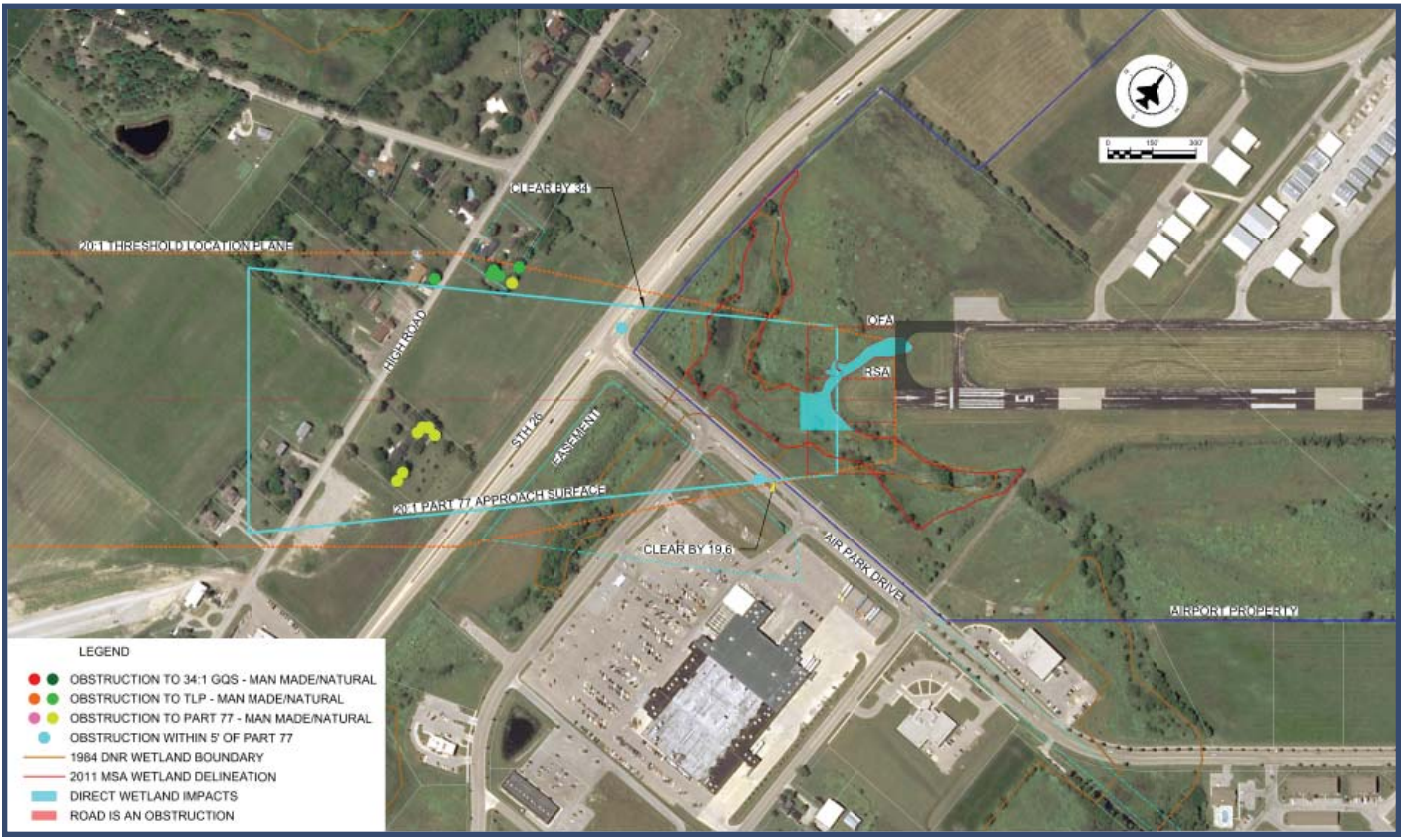 N
0 150' 300'
CLEAR BY 34'
20:1 THRESHOLD LOCATION PLANE
HIGH ROAD
OFA
RSA
5
STH 26
EASEMENT
20:1 PART 77 APPROACH SURFACE
CLEAR BY 19.6
AIR PARK DRIVE
AIRPORT PROPERTY
LEGEND
OBSTRUCTION TO 34:1 GQS - MAN MADE/NATURAL
OBSTRUCTION TO TLP - MAN MADE/NATURAL
OBSTRUCTION TO PART 77 - MAN MADE/NATURAL
OBSTRUCTION WITHIN 5' OF PART 77
1984 DNR WETLAND BOUNDARY
2011 MSA WETLAND DELINEATION
DIRECT WETLAND IMPACTS
ROAD IS AN OBSTRUCTION